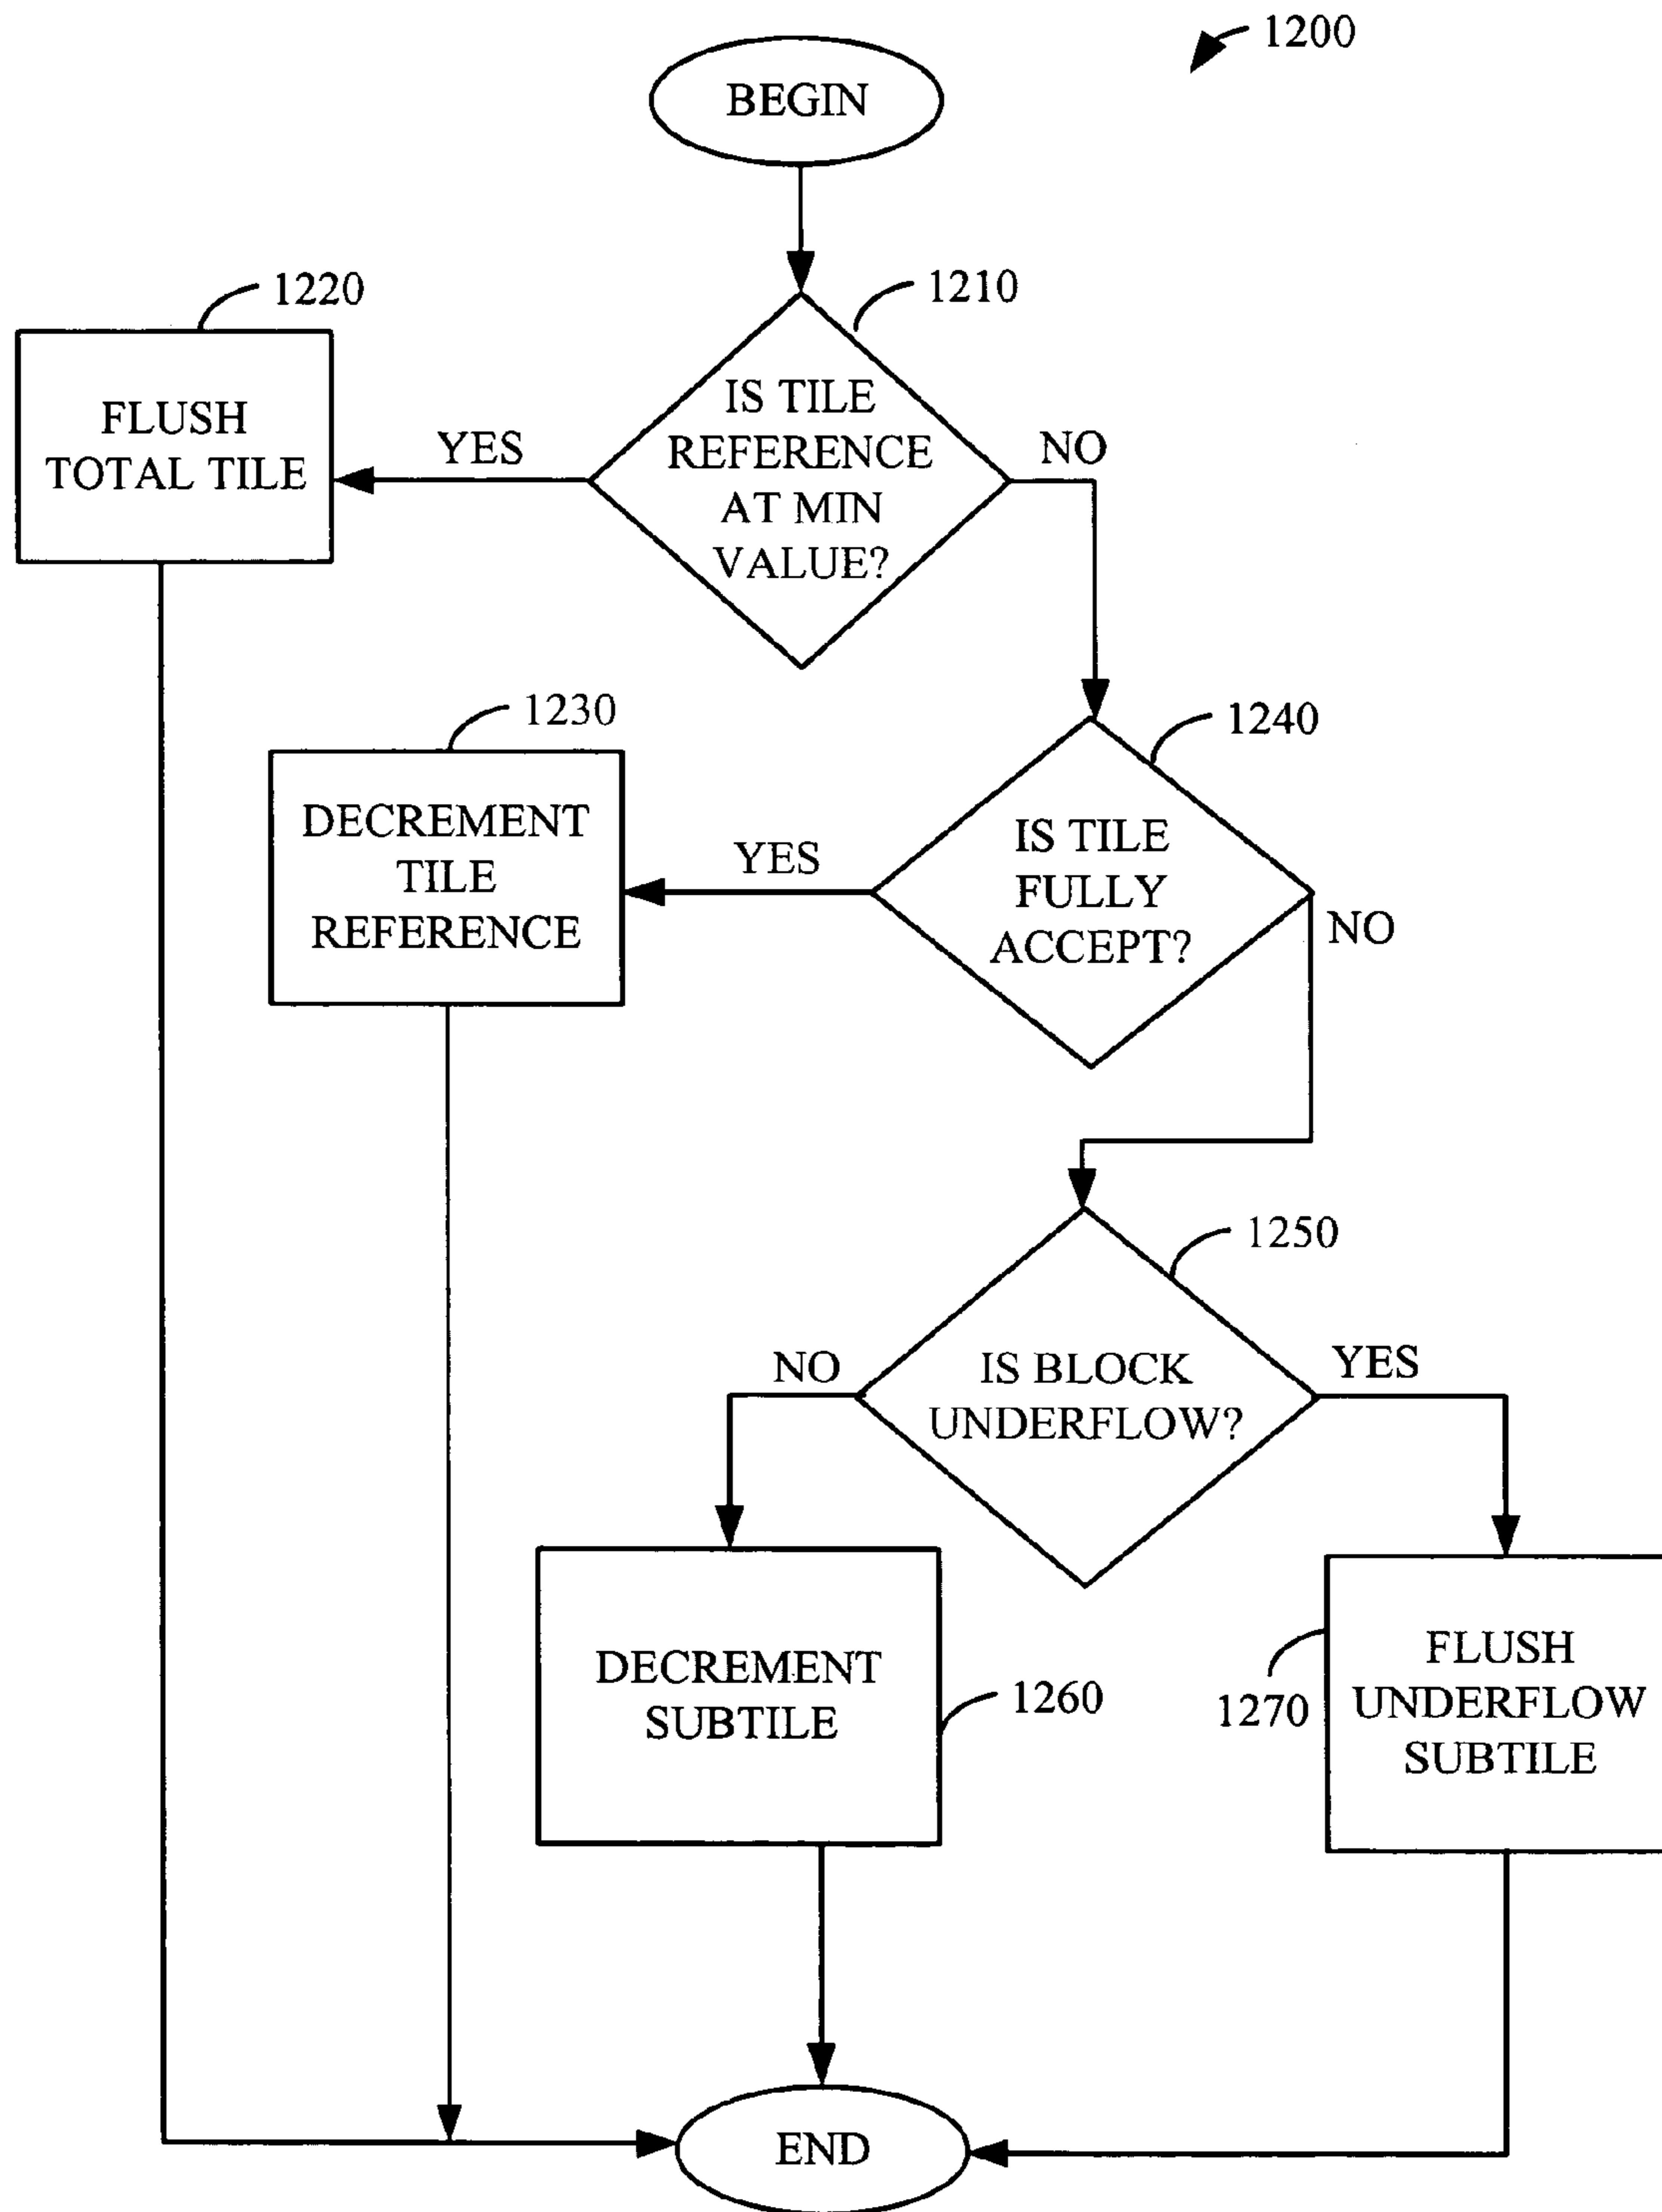 1200
BEGIN
1210
1220
IS TILE
REFERENCE
AT MIN
VALUE?
FLUSH
TOTAL TILE
YES
NO
1230
1240
DECREMENT
TILE
REFERENCE
YES
IS TILE
FULLY
ACCEPT?
NO
1250
NO
IS BLOCK
UNDERFLOW?
YES
DECREMENT
SUBTILE
1260
1270
FLUSH
UNDERFLOW
SUBTILE
END